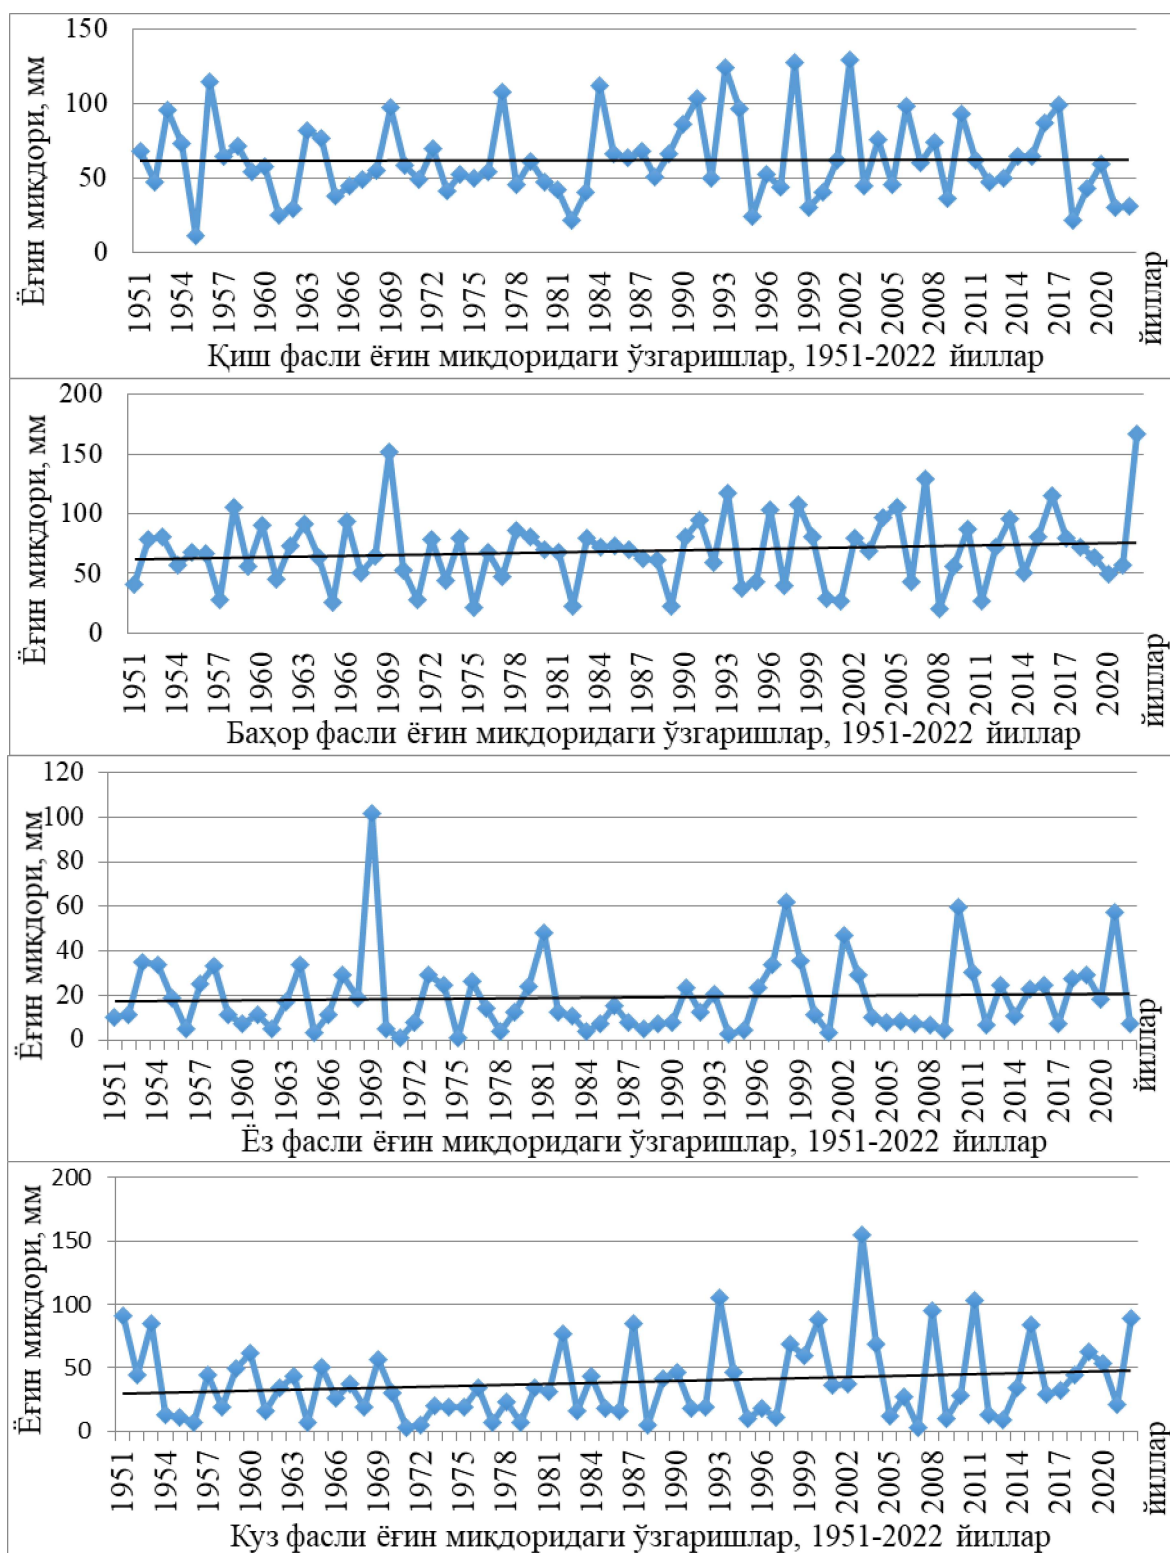 Ёғин миқдори, мм
150
100
50
0
1951 1954 1957 1960 1963 1966 1969 1972 1975 1978 1981 1984 1987 1990 1993 1996 1999 2002 2005 2008 2011 2014 2017 2020
йиллар
Қиш фасли ёғин миқдоридаги ўзгаришлар, 1951-2022 йиллар
Ёғин миқдори, мм
200
150
100
50
0
1951 1954 1957 1960 1963 1966 1969 1972 1975 1978 1981 1984 1987 1990 1993 1996 1999 2002 2005 2008 2011 2014 2017 2020
йиллар
Баҳор фасли ёғин миқдоридаги ўзгаришлар, 1951-2022 йиллар
Ёғин миқдори, мм
120
100
80
60
40
20
0
1951 1954 1957 1960 1963 1966 1969 1972 1975 1978 1981 1984 1987 1990 1993 1996 1999 2002 2005 2008 2011 2014 2017 2020
йиллар
Ёз фасли ёғин миқдоридаги ўзгаришлар, 1951-2022 йиллар
Ёғин миқдори, мм
200
150
100
50
0
1951 1954 1957 1960 1963 1966 1969 1972 1975 1978 1981 1984 1987 1990 1993 1996 1999 2002 2005 2008 2011 2014 2017 2020
йиллар
Куз фасли ёғин миқдоридаги ўзгаришлар, 1951-2022 йиллар